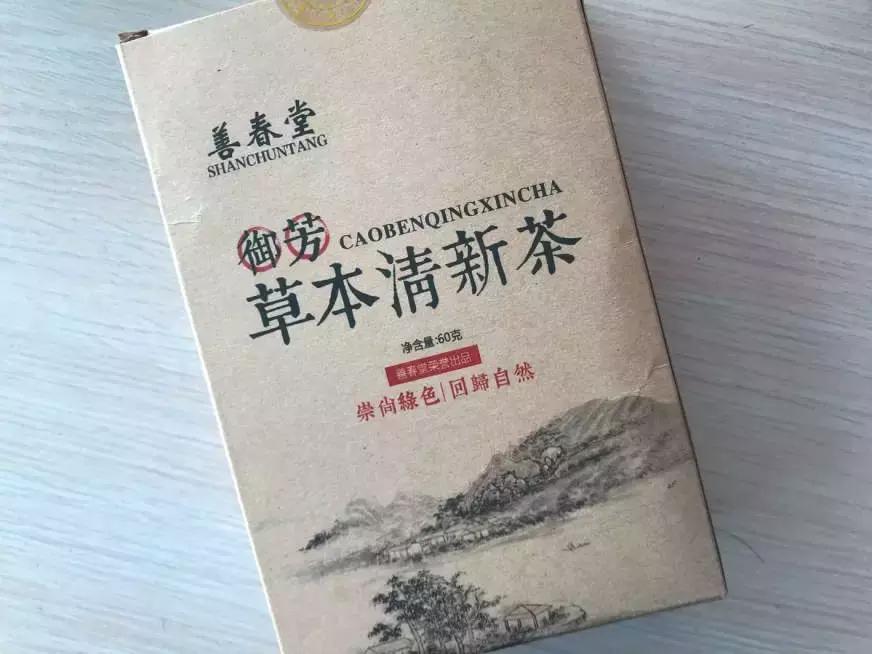 善春堂
SHANCHUNTANG
御芳 CAOBENQINGXINCHA
草本清新茶
净含量:60克
善春堂荣誉出品
崇尚綠色|回歸自然